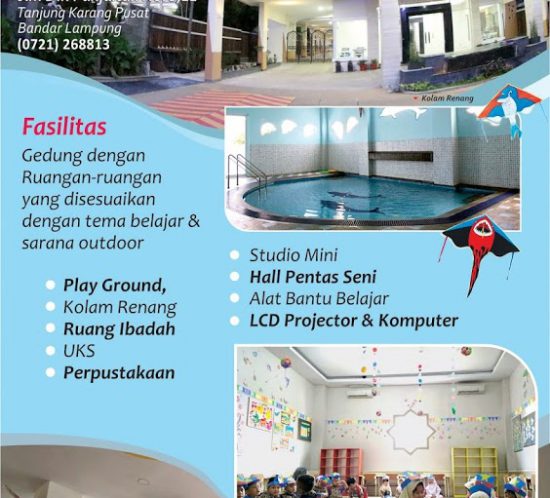 Tanjung Karang Pusat
Bandar Lampung
(0721) 268813
Kolam Renang
Fasilitas
Gedung dengan
Ruangan-ruangan
yang disesuaikan
dengan tema belajar &
sarana outdoor
Play Ground,
Kolam Renang
Ruang Ibadah
UKS
Perpustakaan
Studio Mini
Hall Pentas Seni
Alat Bantu Belajar
LCD Projector & Komputer